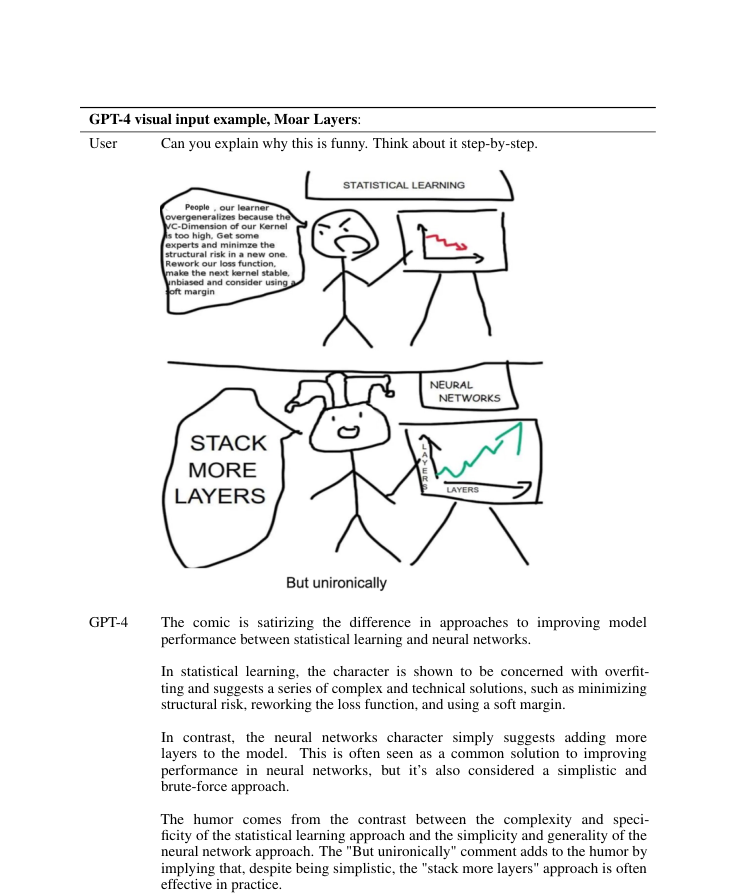 GPT-4 visual input example, Moar Layers:
User Can you explain why this is funny. Think about it step-by-step.
STATISTICAL LEARNING
People , our learner
overgeneralizes because the
VC-Dimension of our Kernel
is too high, Get some
experts and minimze the
structural risk in a new one.
Rework our loss function,
make the next kernel stable,
unbiased and consider using a
soft margin
NEURAL
NETWORKS
STACK
MORE
LAYERS
LAYERS
LAYERS
But unironically
GPT-4 The comic is satirizing the difference in approaches to improving model
performance between statistical learning and neural networks.
In statistical learning, the character is shown to be concerned with overfit-
ting and suggests a series of complex and technical solutions, such as minimizing
structural risk, reworking the loss function, and using a soft margin.
In contrast, the neural networks character simply suggests adding more
layers to the model. This is often seen as a common solution to improving
performance in neural networks, but it's also considered a simplistic and
brute-force approach.
The humor comes from the contrast between the complexity and speci-
ficity of the statistical learning approach and the simplicity and generality of the
neural network approach. The "But unironically" comment adds to the humor by
implying that, despite being simplistic, the "stack more layers" approach is often
effective in practice.